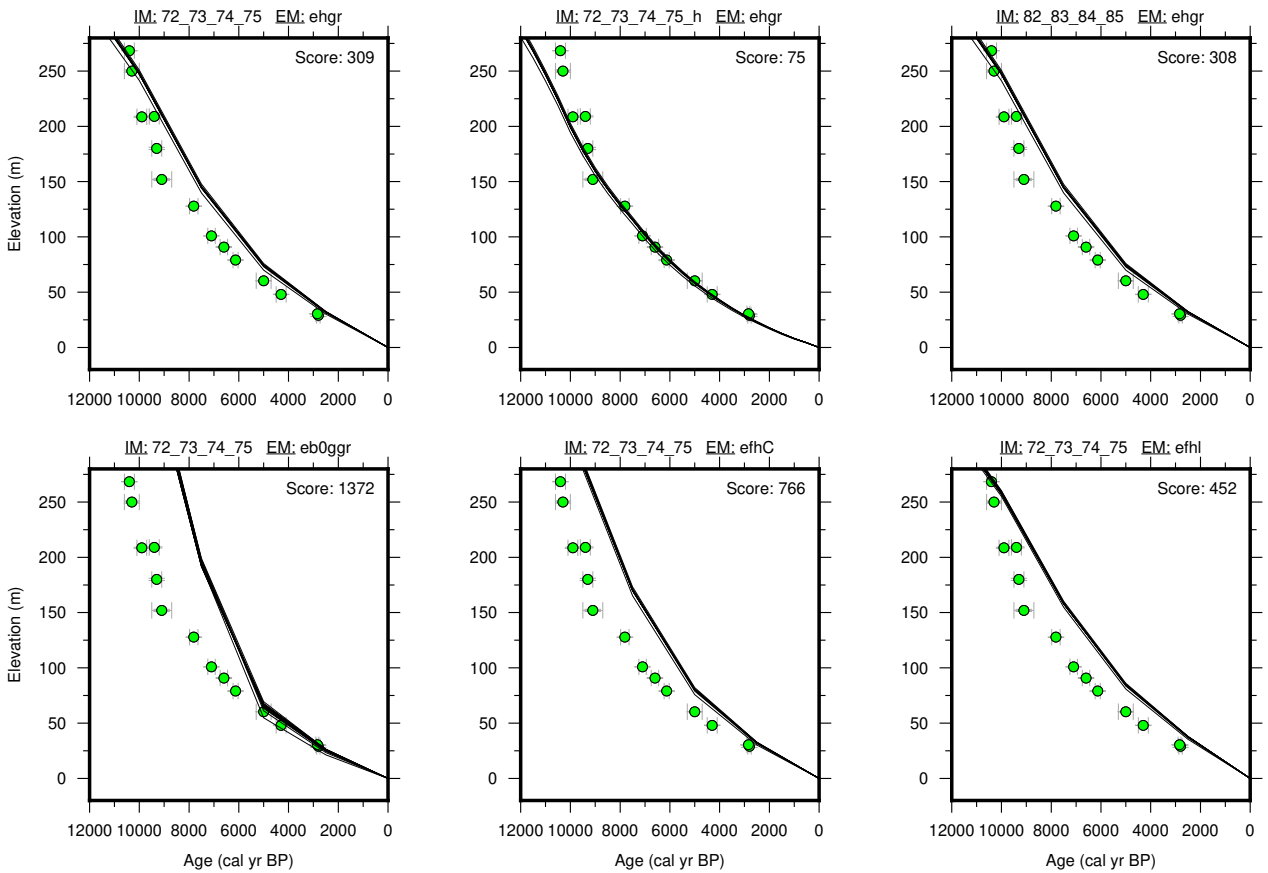 IM: 72_73_74_75 EM: ehgr
IM: 72_73_74_75_h EM: ehgr
IM: 82_83_84_85 EM: ehgr
Score: 309
Score: 75
Score: 308
250
200
150
100
50
0
250
200
150
100
50
0
250
200
150
100
50
0
Elevation (m)
12000 10000 8000 6000 4000 2000 0
12000 10000 8000 6000 4000 2000 0
12000 10000 8000 6000 4000 2000 0
IM: 72_73_74_75 EM: eb0ggr
IM: 72_73_74_75 EM: efhC
IM: 72_73_74_75 EM: efhl
Score: 1372
Score: 766
Score: 452
250
200
150
100
50
0
250
200
150
100
50
0
250
200
150
100
50
0
Elevation (m)
12000 10000 8000 6000 4000 2000 0
12000 10000 8000 6000 4000 2000 0
12000 10000 8000 6000 4000 2000 0
Age (cal yr BP)
Age (cal yr BP)
Age (cal yr BP)